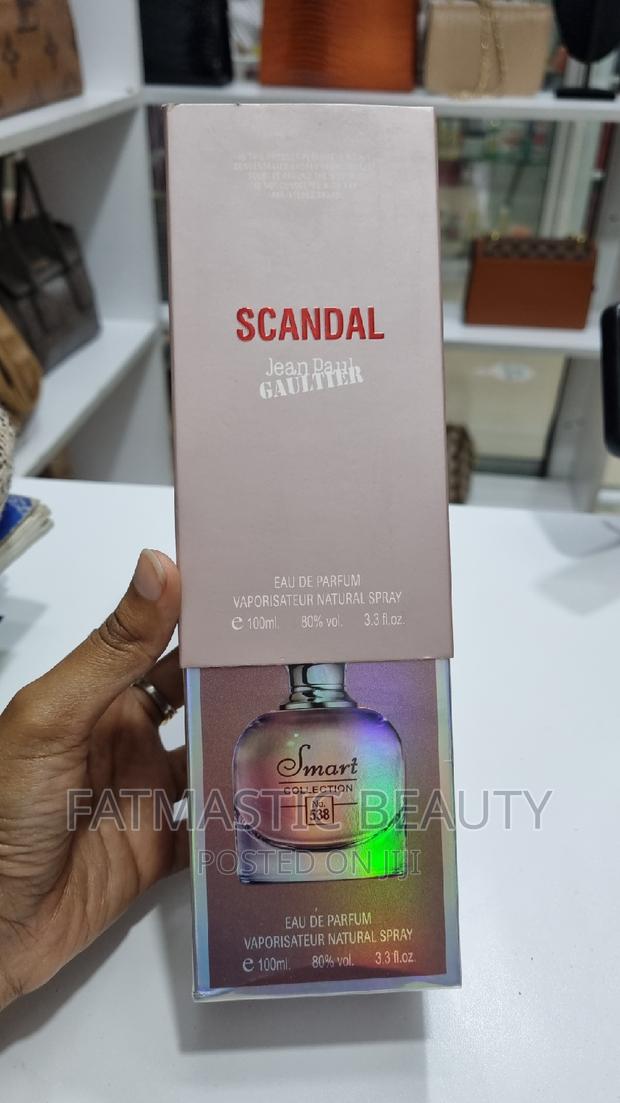 SCANDAL
Jean Paul
GAULTIER
EAU DE PARFUM
VAPORISATEUR NATURAL SPRAY
e 100ml. 80% vol. 3.3 fl.oz.
Smart
COLLECTION
No.
538
FATMASTIC BEAUTY
POSTED ON JIJI
EAU DE PARFUM
VAPORISATEUR NATURAL SPRAY
e 100ml. 80% vol. 3.3 fl.oz.